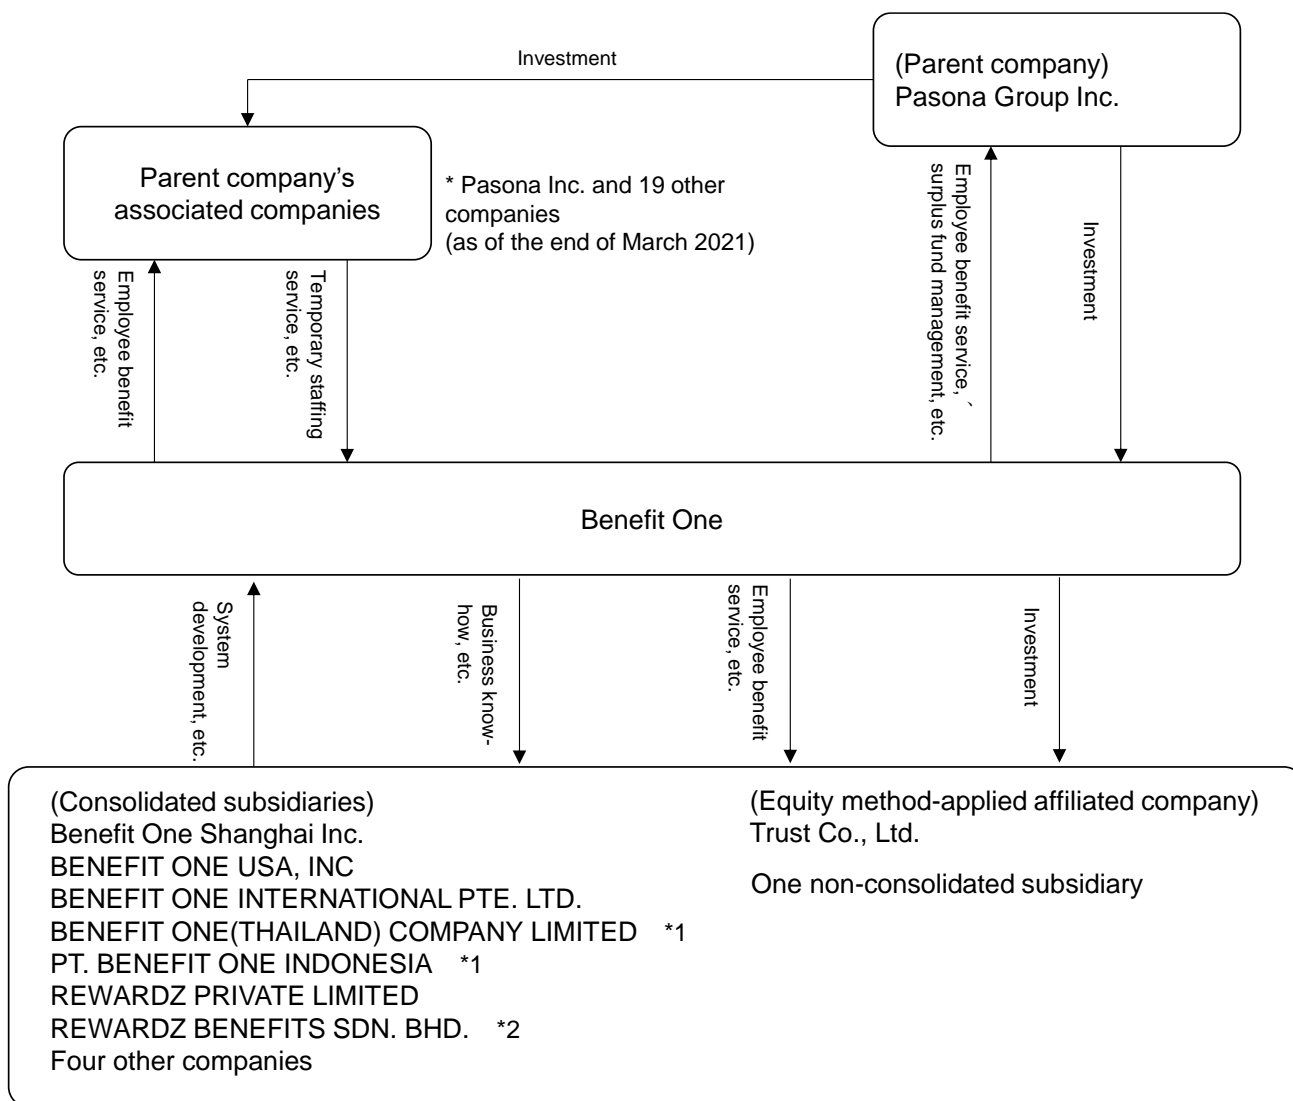 Investment
(Parent company)
Pasona Group Inc.
Parent company's
associated companies
* Pasona Inc. and 19 other
companies
(as of the end of March 2021)
Employee benefit
service, etc.
Temporary staffing
service, etc.
Employee benefit service, ´
surplus fund management, etc.
Investment
Benefit One
System
development, etc.
Business know-
how, etc.
Employee benefit
service, etc.
Investment
(Consolidated subsidiaries)
Benefit One Shanghai Inc.
BENEFIT ONE USA, INC
BENEFIT ONE INTERNATIONAL PTE. LTD.
BENEFIT ONE(THAILAND) COMPANY LIMITED *1
PT. BENEFIT ONE INDONESIA *1
REWARDZ PRIVATE LIMITED
REWARDZ BENEFITS SDN. BHD. *2
Four other companies
(Equity method-applied affiliated company)
Trust Co., Ltd.
One non-consolidated subsidiary